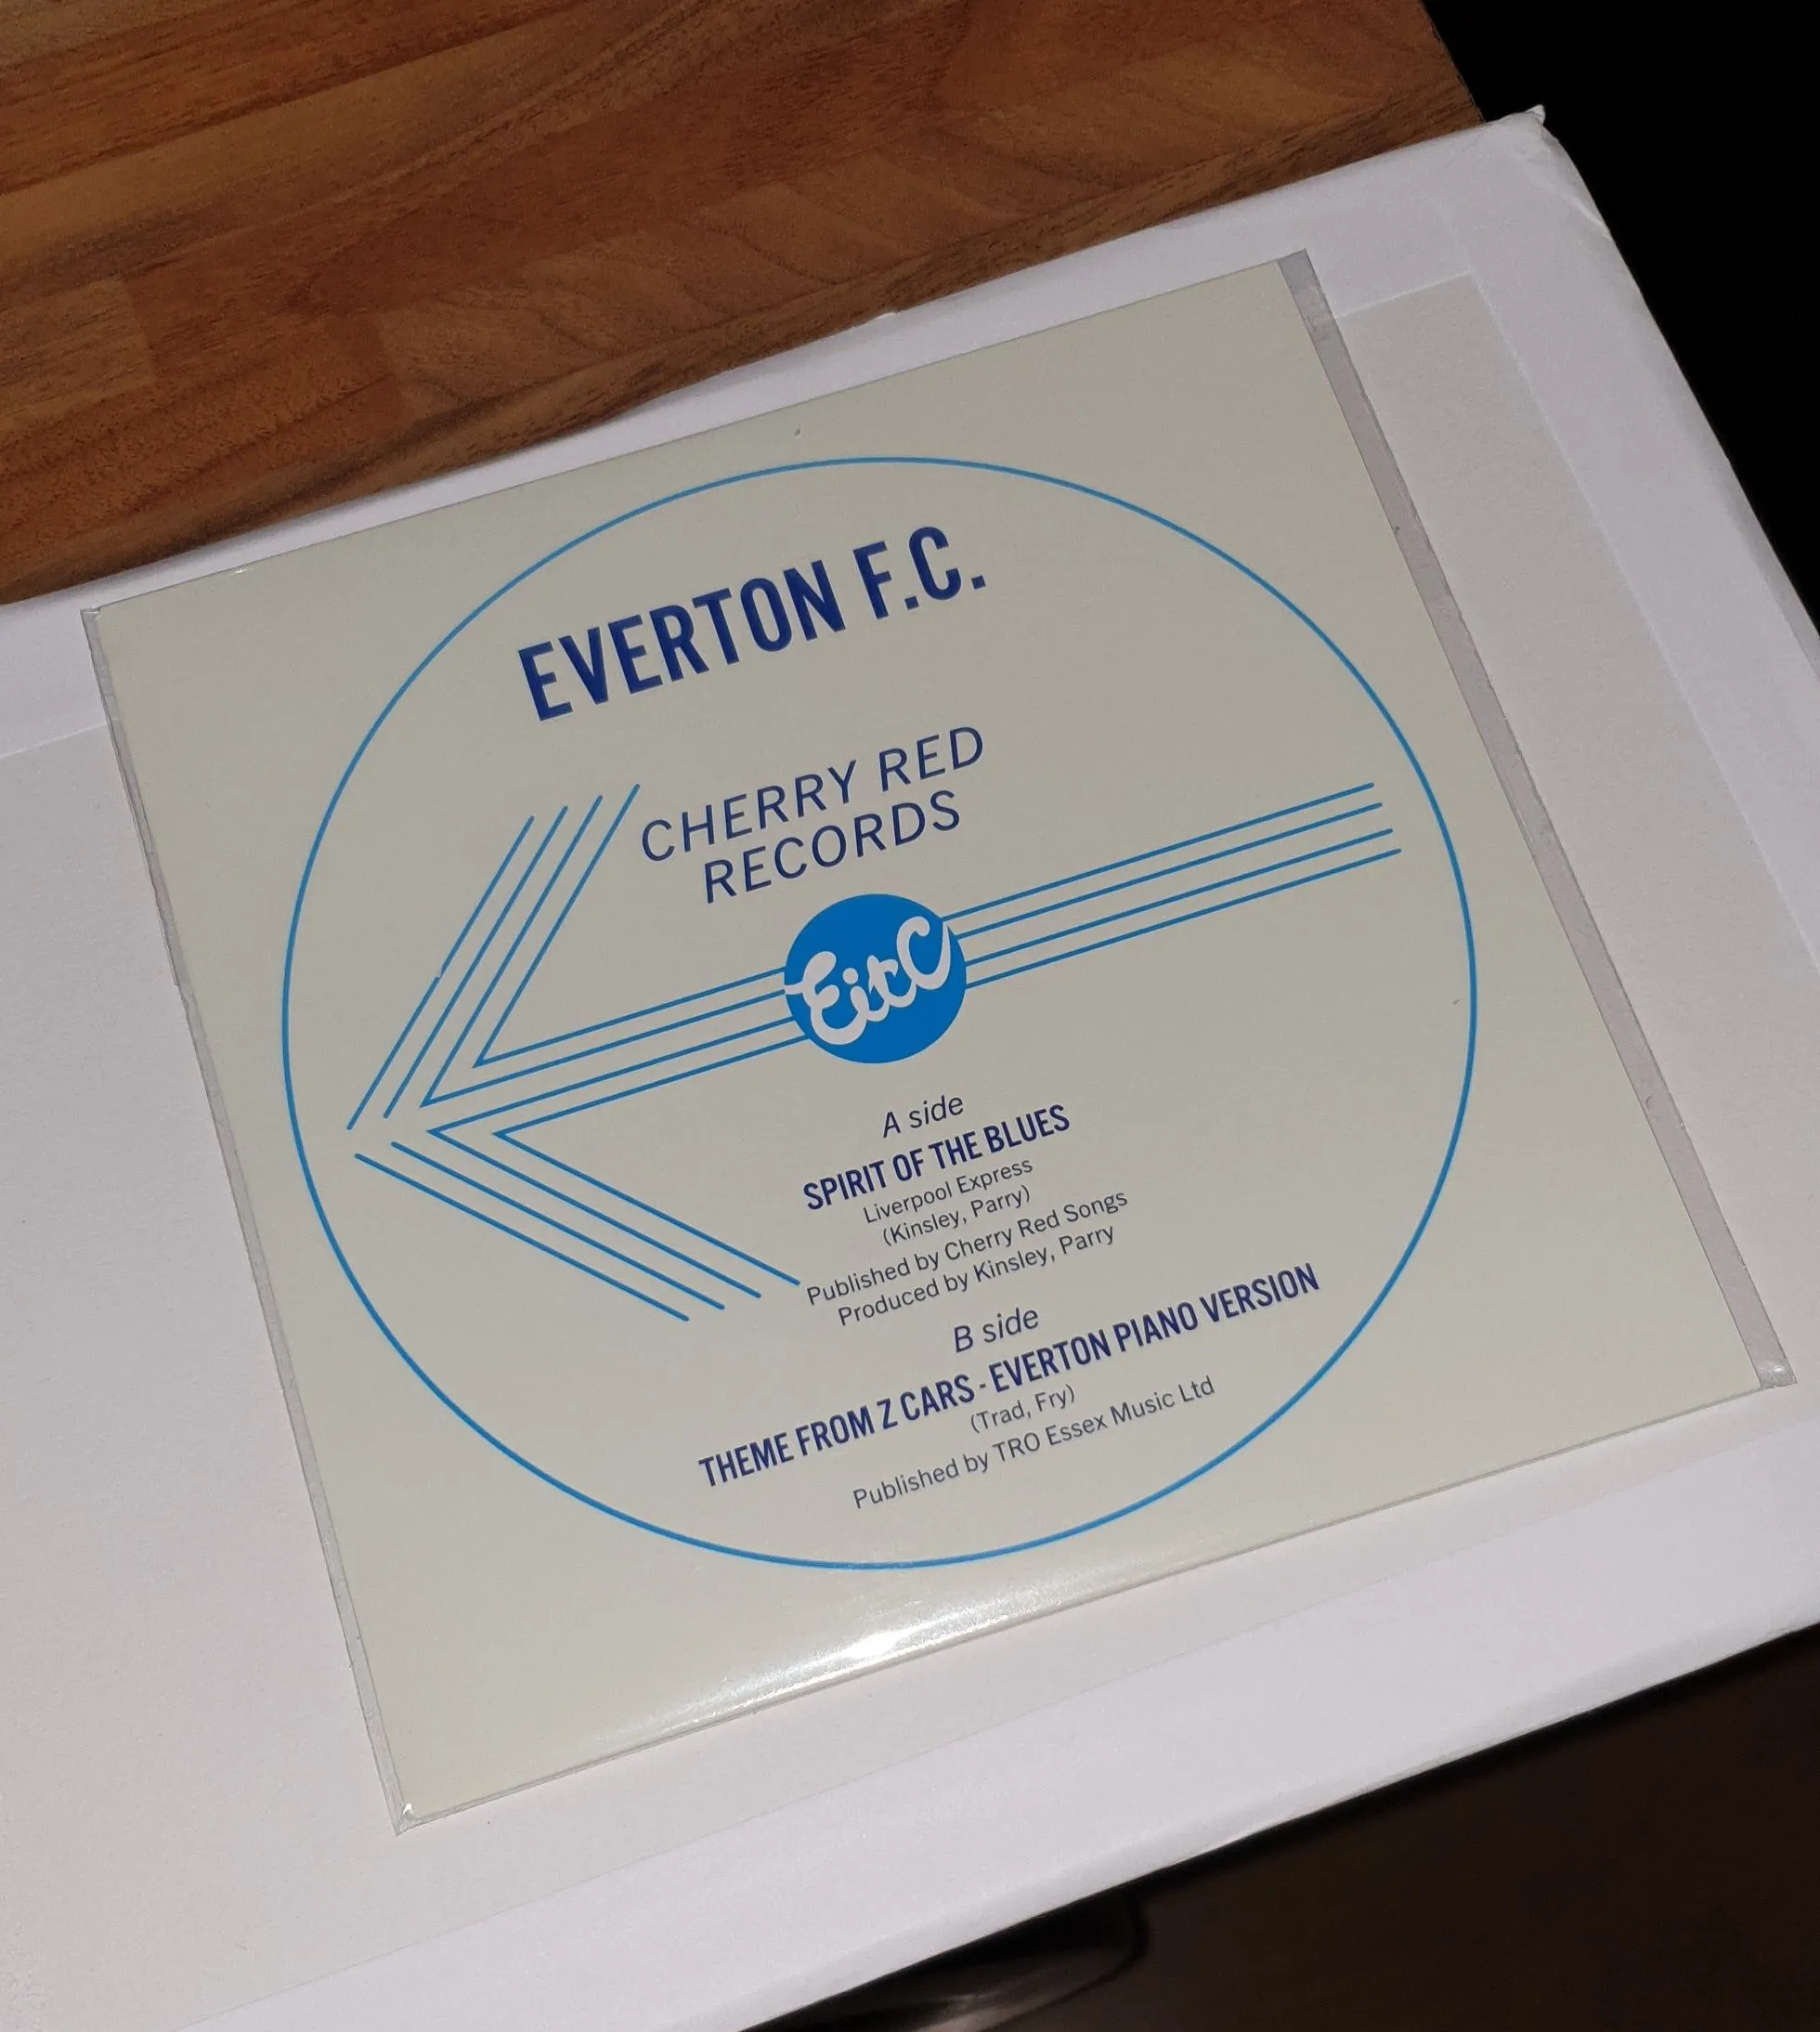 EVERTON F.C.
CHERRY RED
RECORDS
EitC
A side
SPIRIT OF THE BLUES
Liverpool Express
(Kinsley, Parry)
Published by Cherry Red Songs
Produced by Kinsley, Parry
B side
THEME FROM Z CARS - EVERTON PIANO VERSION
(Trad, Fry)
Published by TRO Essex Music Ltd